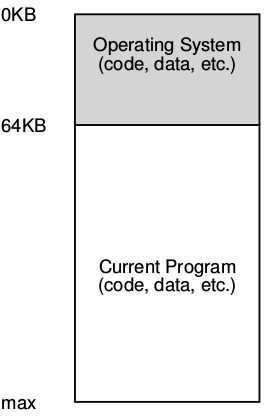 0KB
Operating System
(code, data, etc.)
64KB
Current Program
(code, data, etc.)
max